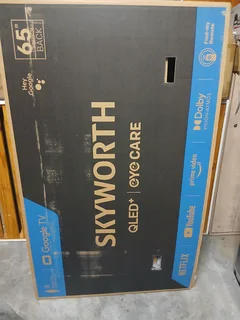 65"
BACK
Hey
Google
SKYWORTH
QLED+ | eye CARE
Google TV
NETFLIX
YouTube
prime video
Dolby